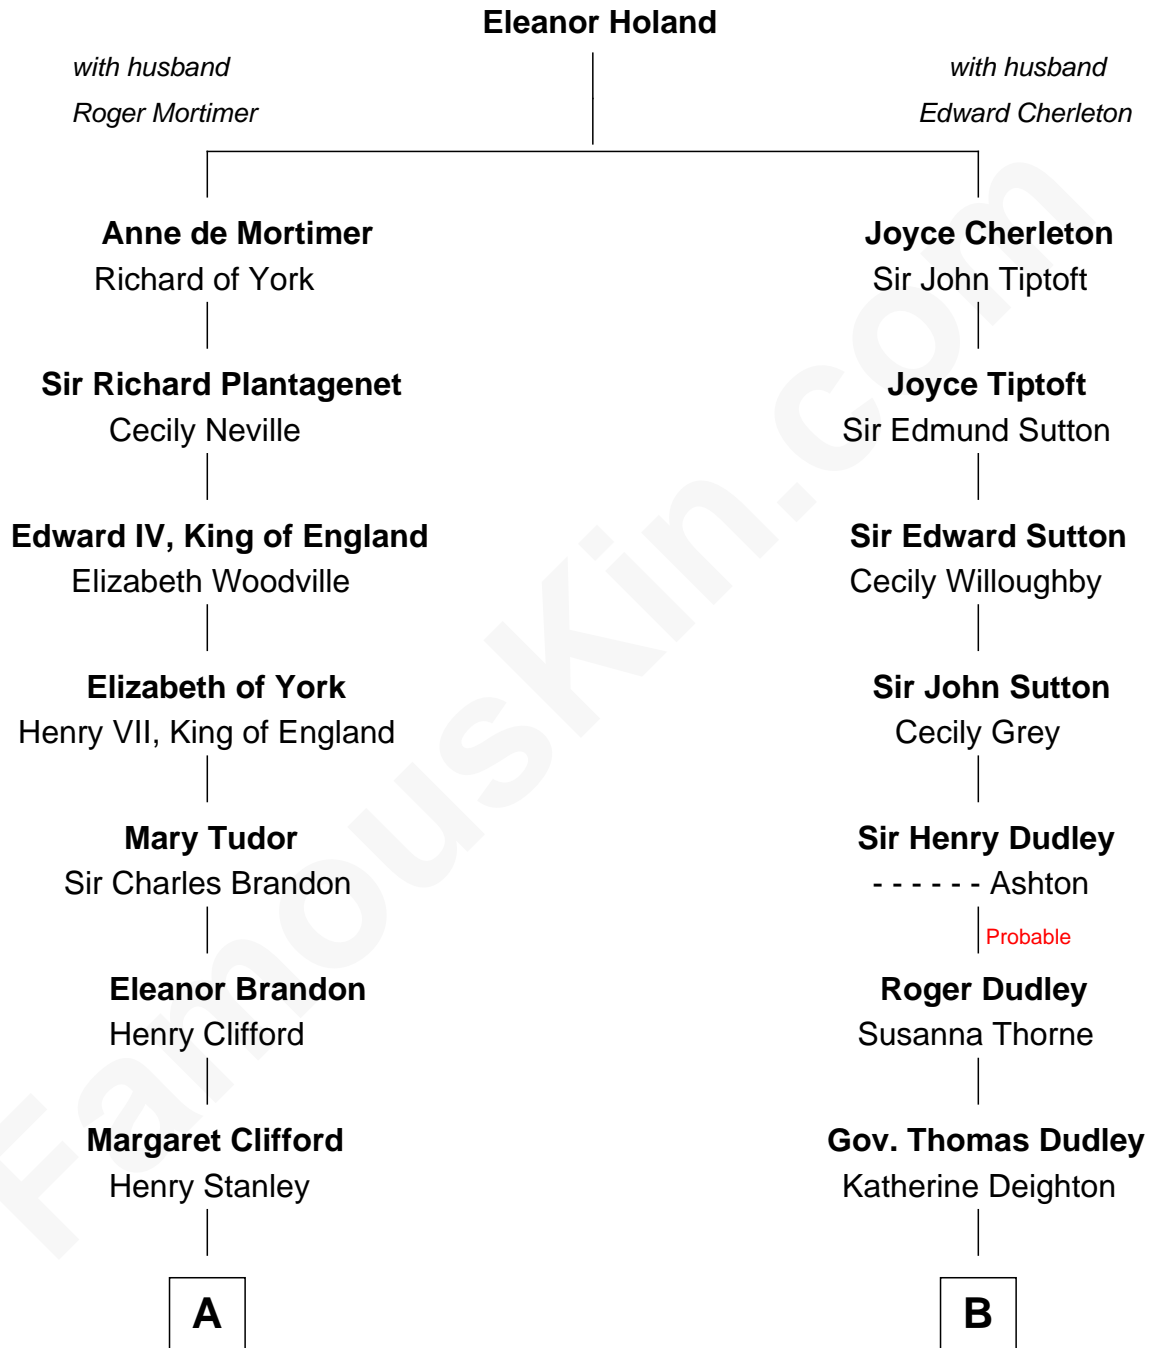 Eleanor Holand
with husband
Roger Mortimer
with husband
Edward Cherleton
Anne de Mortimer
Richard of York
Joyce Cherleton
Sir John Tiptoft
Sir Richard Plantagenet
Cecily Neville
Joyce Tiptoft
Sir Edmund Sutton
Edward IV, King of England
Elizabeth Woodville
Sir Edward Sutton
Cecily Willoughby
Elizabeth of York
Henry VII, King of England
Sir John Sutton
Cecily Grey
Mary Tudor
Sir Charles Brandon
Sir Henry Dudley
- - - - - - Ashton
Probable
Eleanor Brandon
Henry Clifford
Roger Dudley
Susanna Thorne
Margaret Clifford
Henry Stanley
Gov. Thomas Dudley
Katherine Deighton
A
B
FamousKin.com